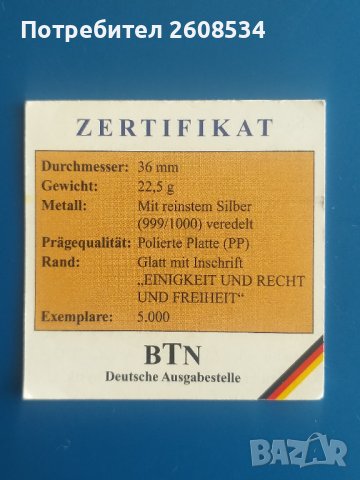 Потребител 2608534
ZERTIFIKAT
Durchmesser: 36 mm
Gewicht: 22,5 g
Metall: Mit reinstem Silber
(999/1000) veredelt
Prägequalität: Polierte Platte (PP)
Rand: Glatt mit Inschrift
„EINIGKEIT UND RECHT
UND FREIHEIT“
Exemplare: 5.000
BTN
Deutsche Ausgabestelle
BAZAR